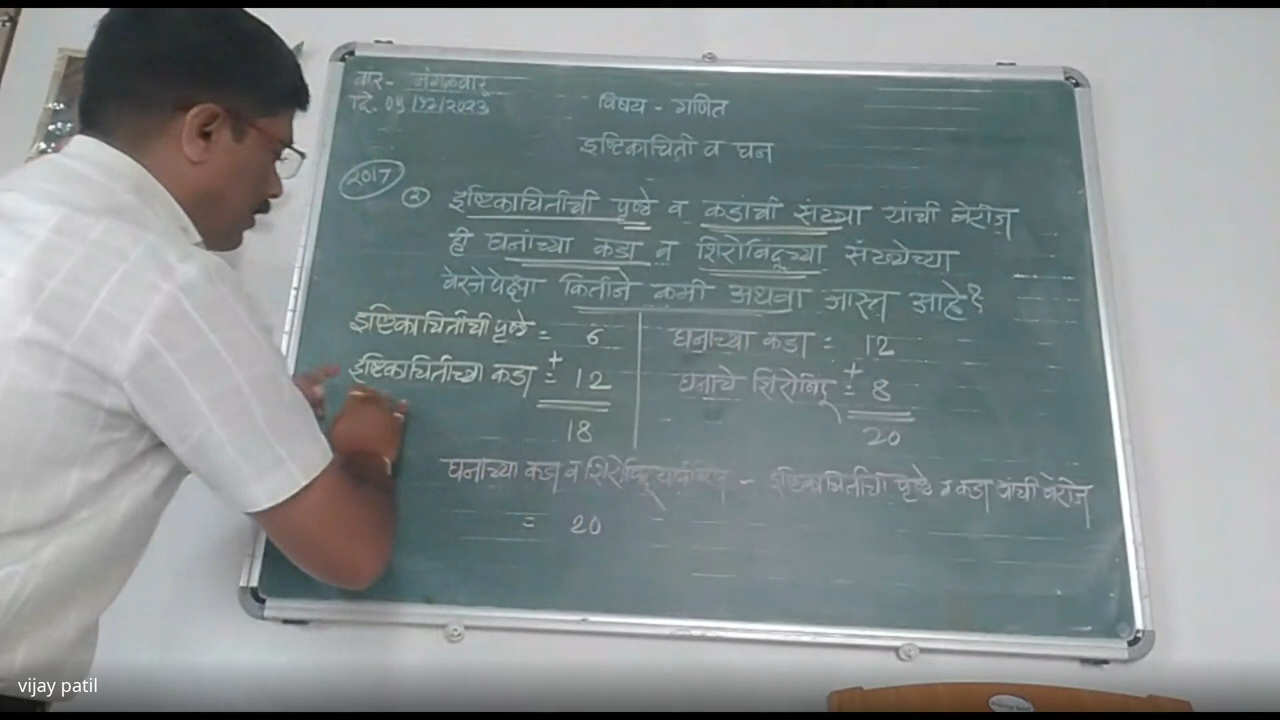 वार - मंगळवार
दि. 05/12/2023
विषय - गणित
इष्टिकाचिती व घन
2017
२ इष्टिकाचितीची पृष्ठे व कडांची संख्या यांची बेरीज
ही घनांच्या कडा व शिरोबिंदूच्या संख्येच्या
बेरजेपेक्षा कितीने कमी अथवा जास्त आहे?
इष्टिकाचितीची पृष्ठे = 6
इष्टिकाचितीच्या कडा = + 12
18
घनाच्या कडा = 12
घनाचे शिरोबिंदू = + 8
20
घनाच्या कडा व शिरोबिंदू - इष्टिकाचितीची पृष्ठे व कडा यांची बेरीज
= 20
vijay patil